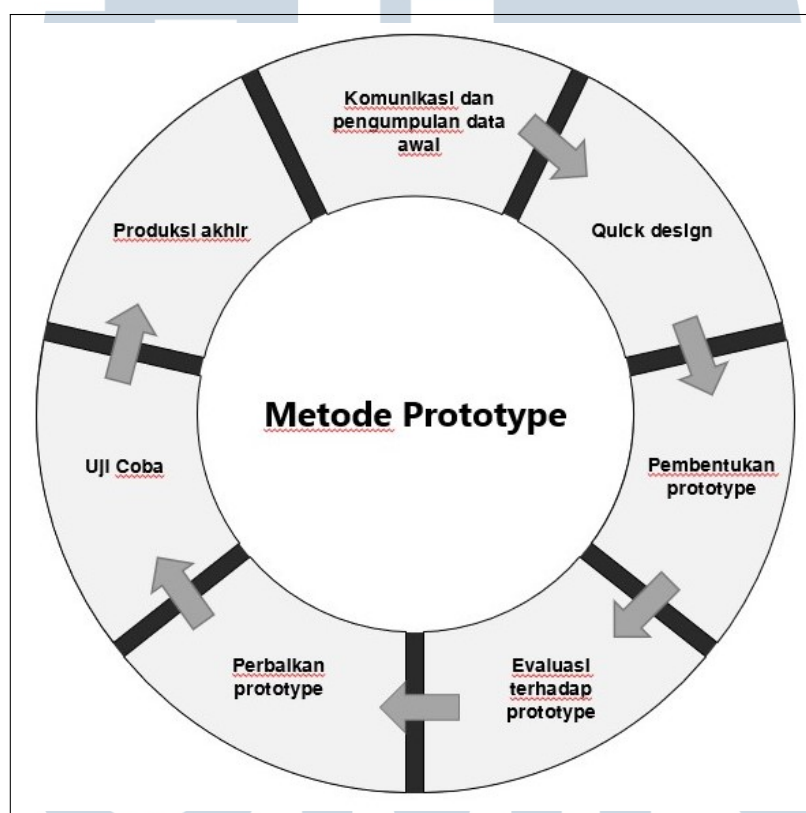 Komunikasi dan
pengumpulan data
awal
Quick design
Pembentukan
prototype
Evaluasi
terhadap
prototype
Perbaikan
prototype
Uji Coba
Produksi akhir
Metode Prototype